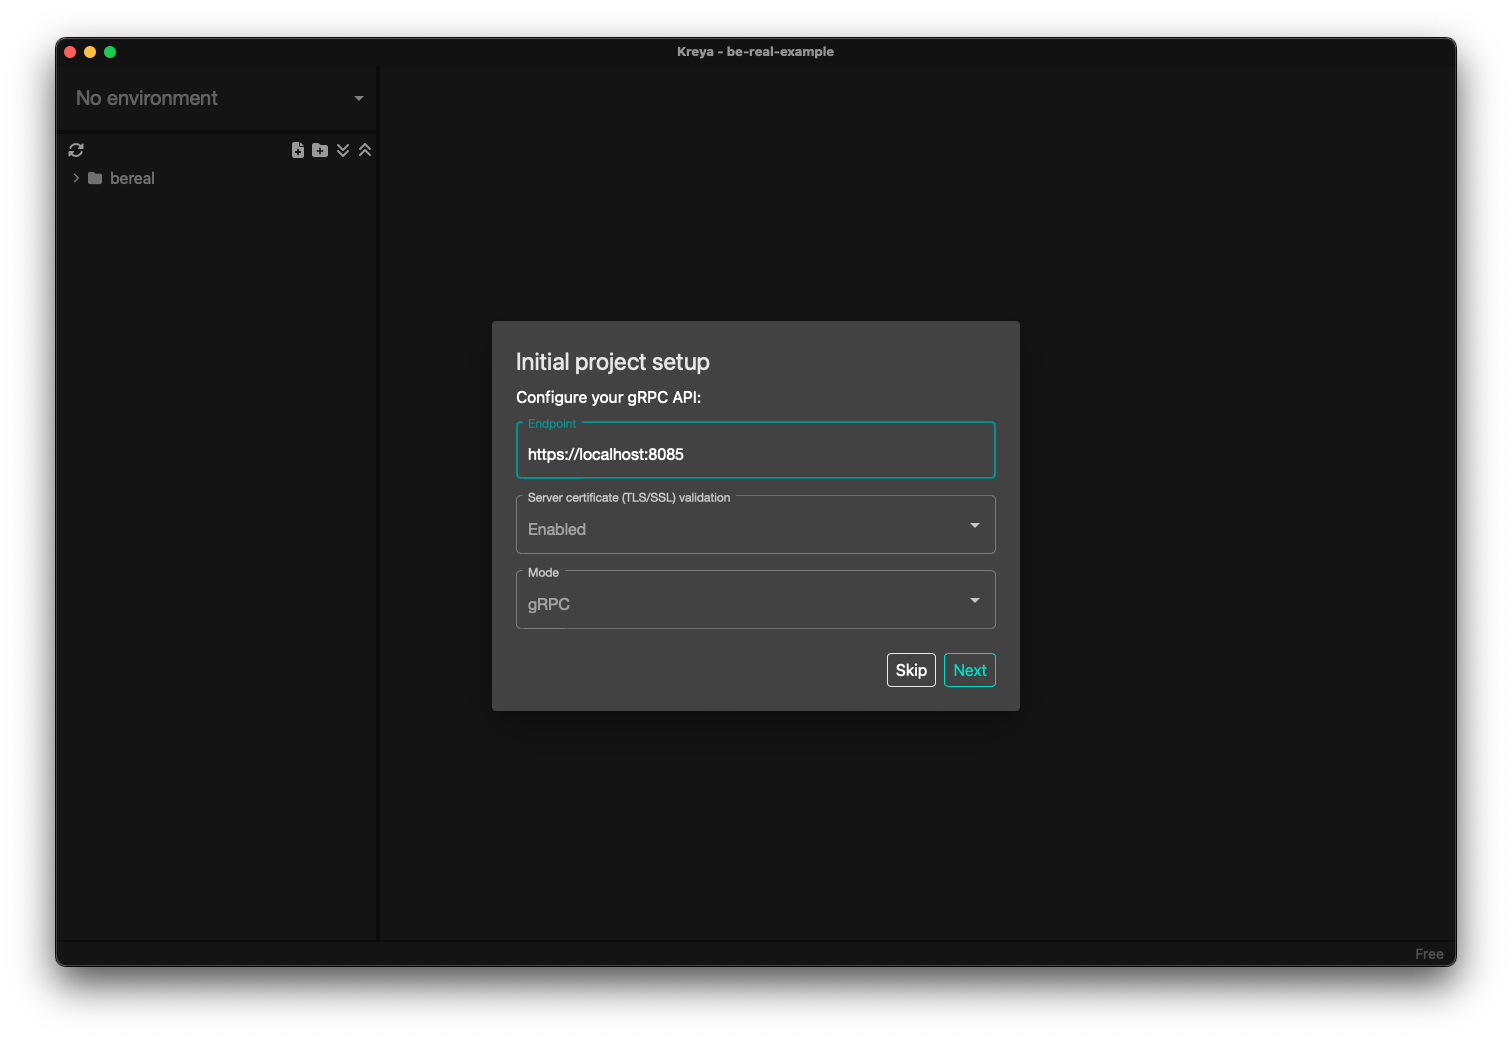 Kreya - be-real-example
No environment
bereal
Initial project setup
Configure your gRPC API:
Endpoint
https://localhost:8085
Server certificate (TLS/SSL) validation
Enabled
Mode
gRPC
Skip
Next
Free